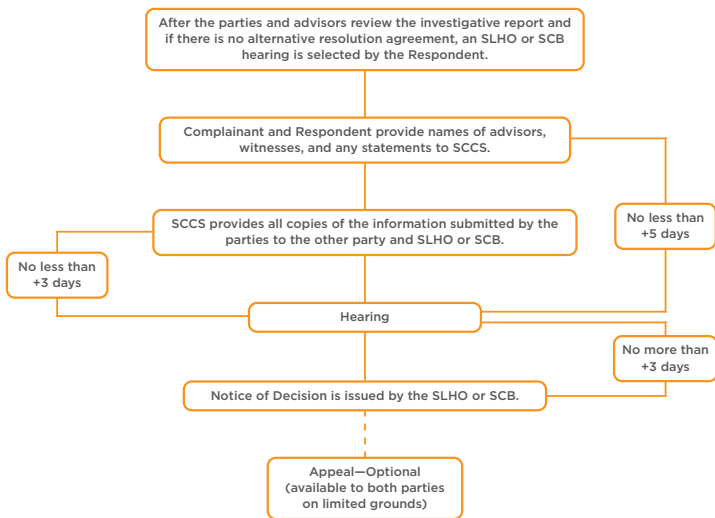 After the parties and advisors review the investigative report and
if there is no alternative resolution agreement, an SLHO or SCB
hearing is selected by the Respondent.
Complainant and Respondent provide names of advisors,
witnesses, and any statements to SCCS.
No less than
+5 days
SCCS provides all copies of the information submitted by the
parties to the other party and SLHO or SCB.
No less than
+3 days
Hearing
No more than
+3 days
Notice of Decision is issued by the SLHO or SCB.
Appeal—Optional
(available to both parties
on limited grounds)